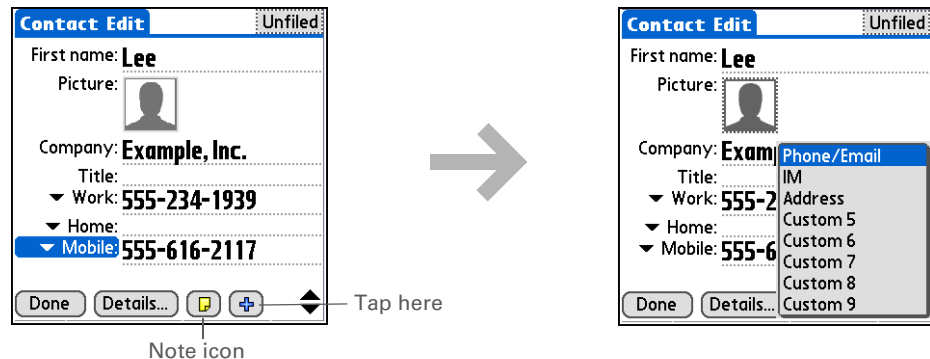 Contact Edit Unfiled
First name: Lee
Picture:
Company: Example, Inc.
Title:
Work: 555-234-1939
Home:
Mobile: 555-616-2117
Done Details... Tap here
Note icon
Contact Edit Unfiled
First name: Lee
Picture:
Company: Exam
Title:
Work: 555-2
Home:
Mobile: 555-6
Done Details...
Phone/Email
IM
Address
Custom 5
Custom 6
Custom 7
Custom 8
Custom 9